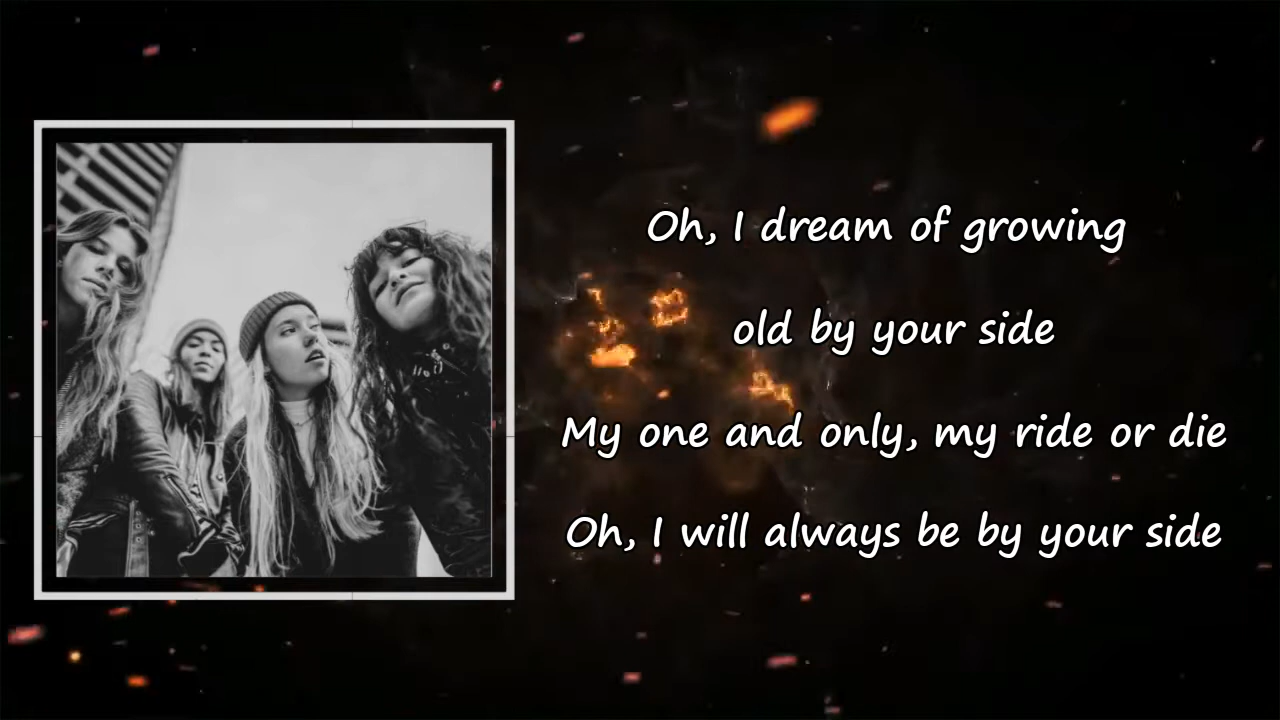 Oh, I dream of growing
old by your side
My one and only, my ride or die
Oh, I will always be by your side